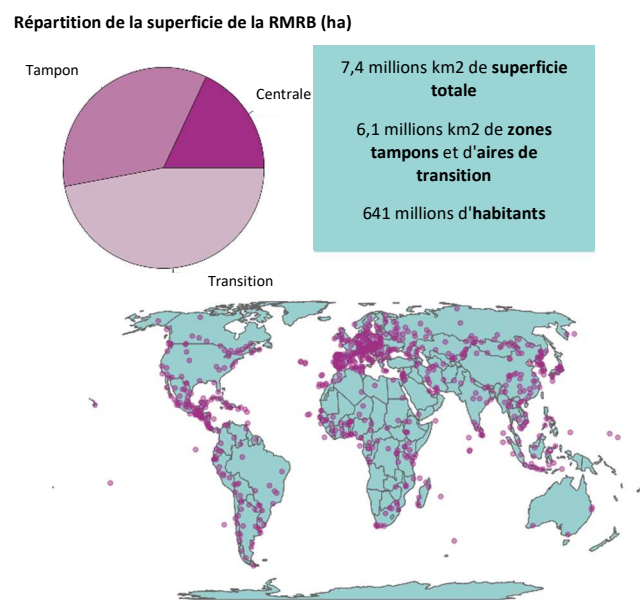 Répartition de la superficie de la RMRB (ha)
Tampon
Centrale
Transition
7,4 millions km2 de superficie
totale
6,1 millions km2 de zones
tampons et d'aires de
transition
641 millions d'habitants